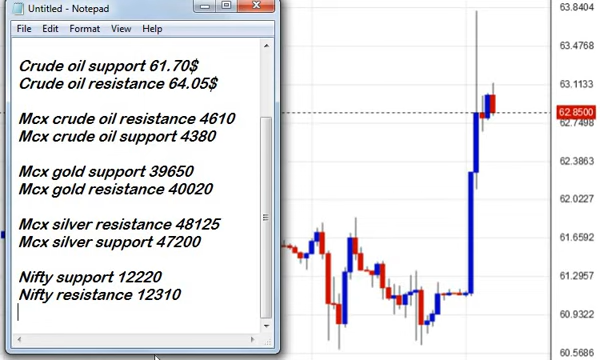 Untitled - Notepad
File Edit Format View Help
Crude oil support 61.70$
Crude oil resistance 64.05$
Mcx crude oil resistance 4610
Mcx crude oil support 4380
Mcx gold support 39650
Mcx gold resistance 40020
Mcx silver resistance 48125
Mcx silver support 47200
Nifty support 12220
Nifty resistance 12310
63.8404
63.4768
63.1133
62.8500
62.7498
62.3863
62.0227
61.6592
61.2957
60.9322
60.5686